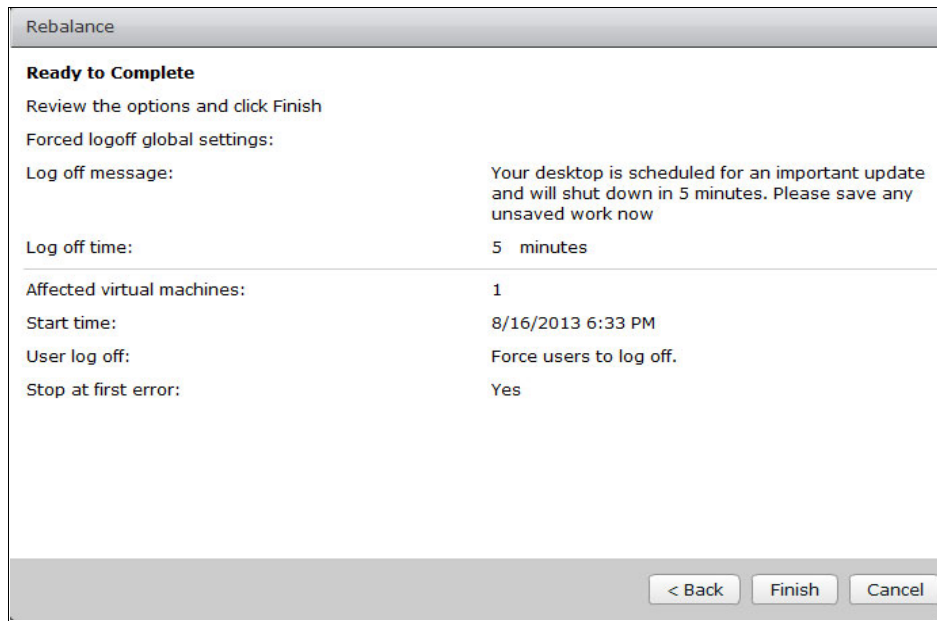 Rebalance
Ready to Complete
Review the options and click Finish
Forced logoff global settings:
Log off message: Your desktop is scheduled for an important update
and will shut down in 5 minutes. Please save any
unsaved work now
Log off time: 5 minutes
Affected virtual machines: 1
Start time: 8/16/2013 6:33 PM
User log off: Force users to log off.
Stop at first error: Yes
< Back Finish Cancel